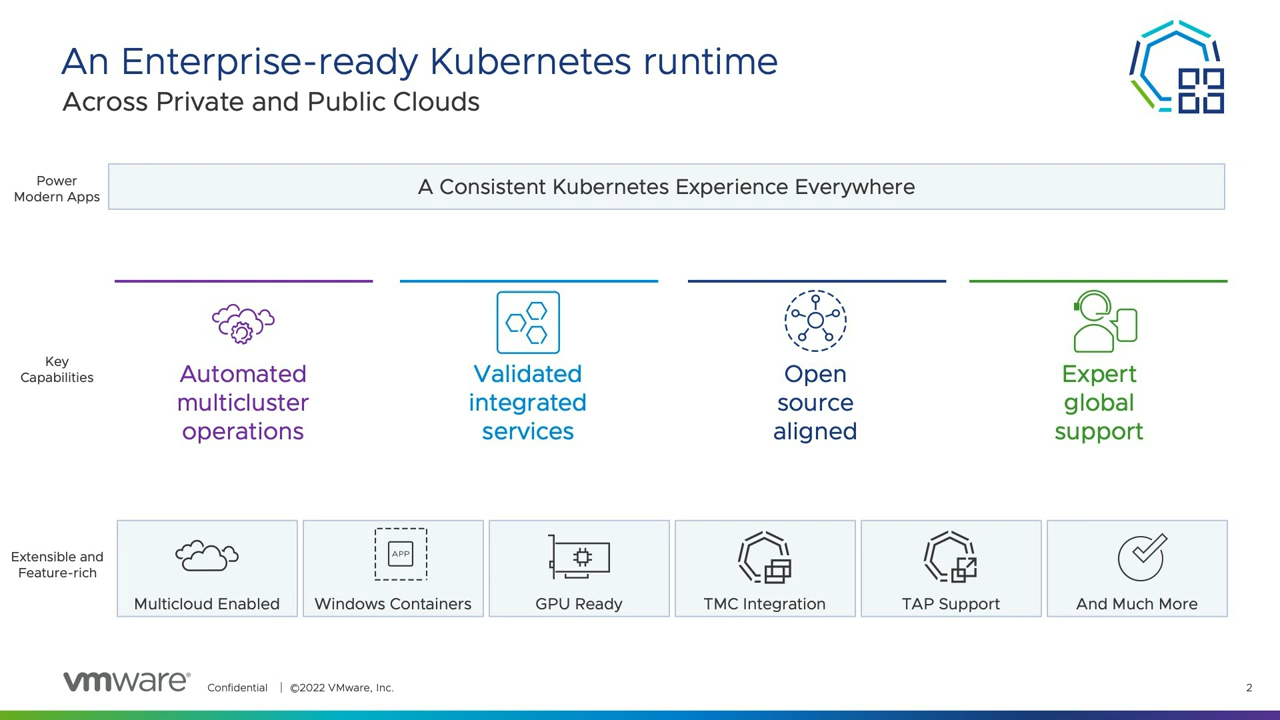 An Enterprise-ready Kubernetes runtime
Across Private and Public Clouds
Power
Modern Apps
A Consistent Kubernetes Experience Everywhere
Key
Capabilities
Automated
multicluster
operations
Validated
integrated
services
Open
source
aligned
Expert
global
support
Extensible and
Feature-rich
Multicloud Enabled
APP
Windows Containers
GPU Ready
TMC Integration
TAP Support
And Much More
vmware®
Confidential | ©2022 VMware, Inc.
2